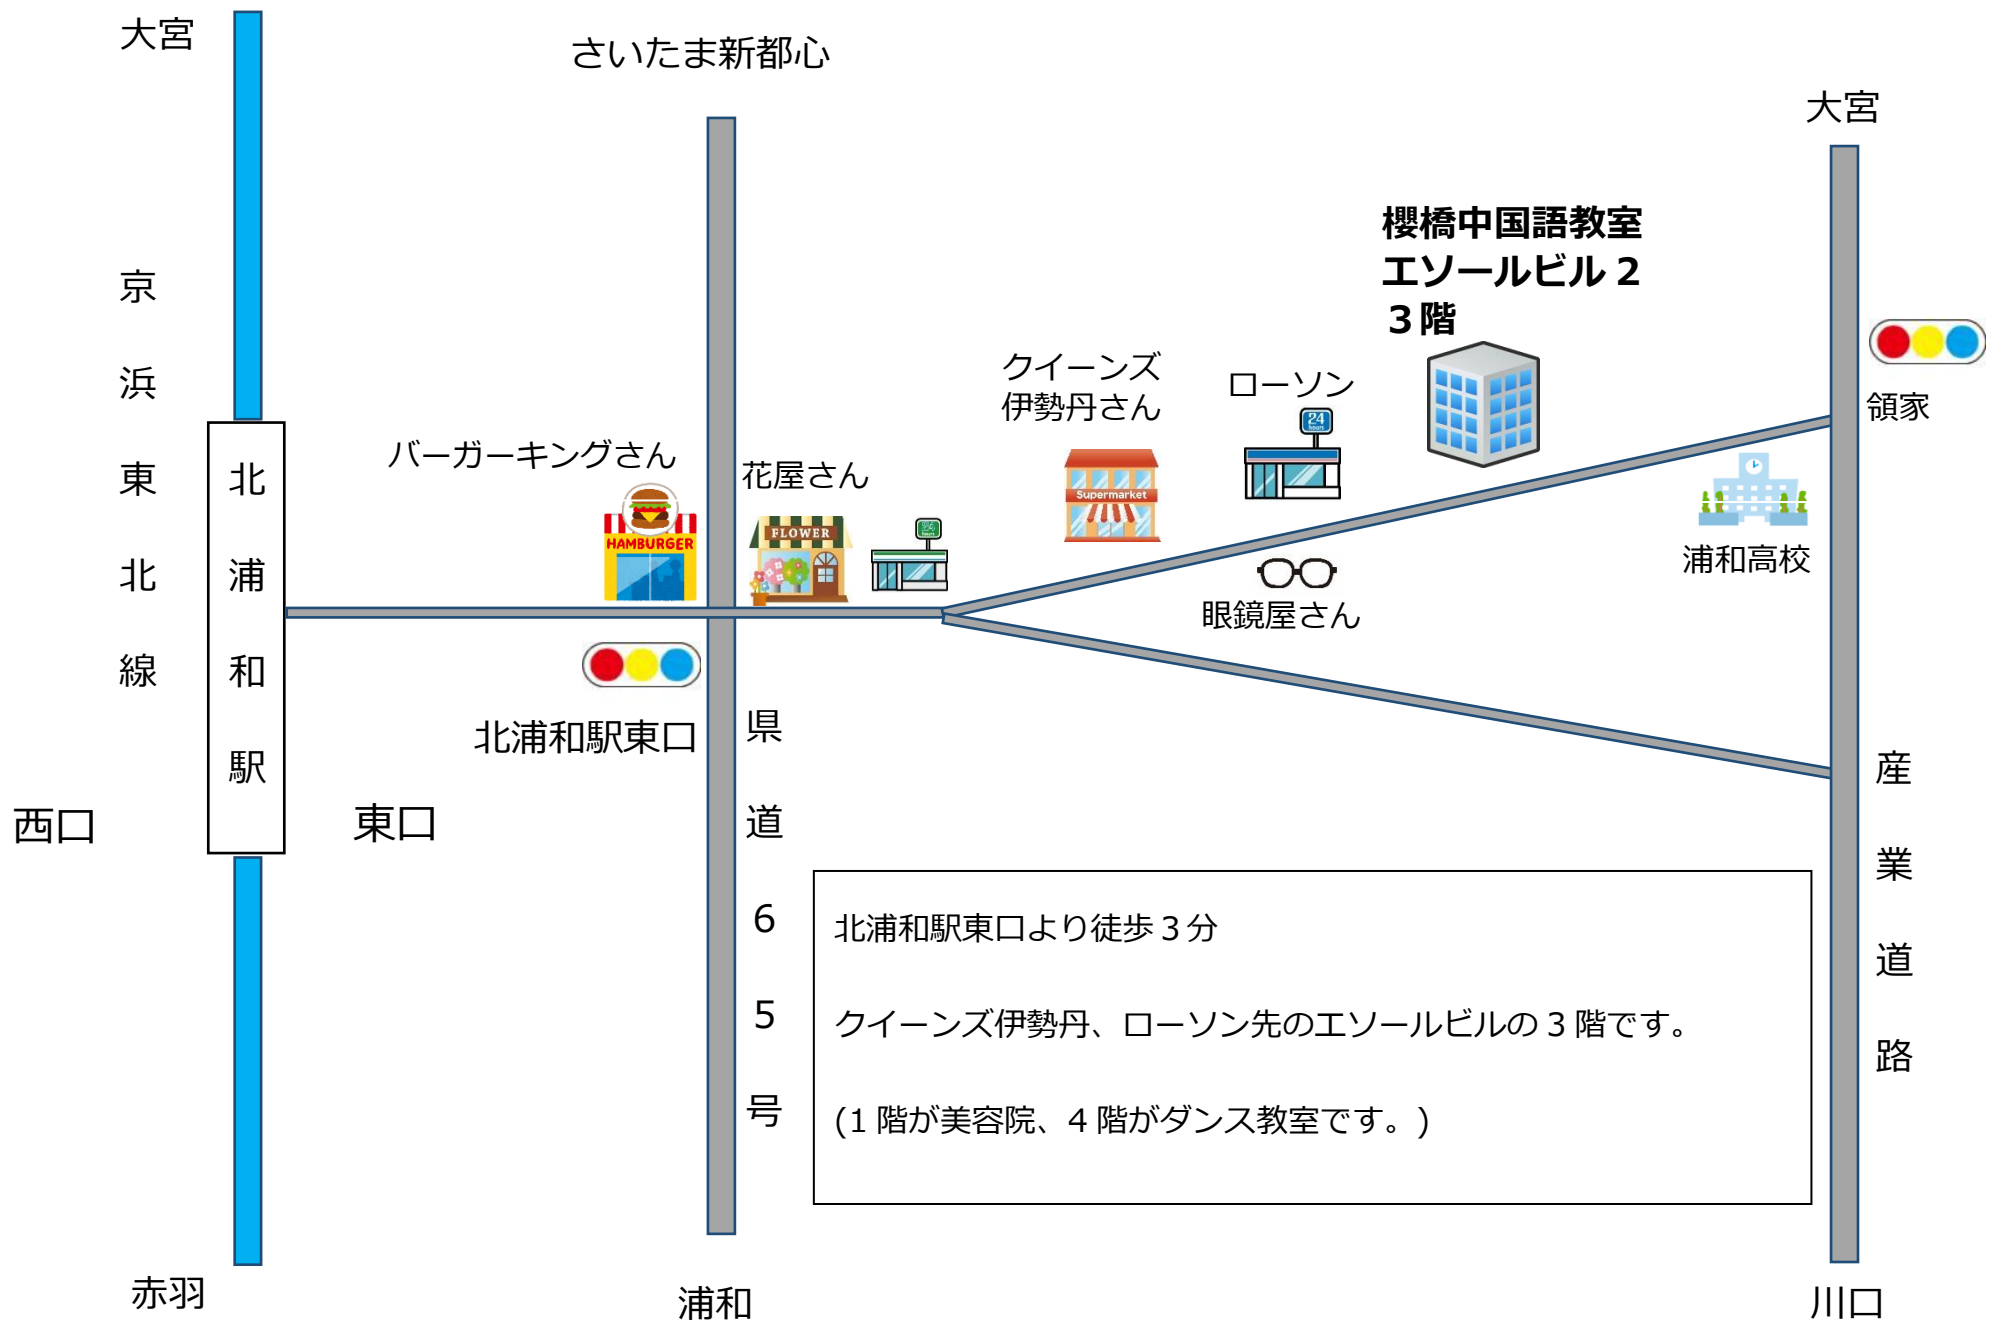 大宮
さいたま新都心
大宮
櫻橋中国語教室
エソールビル２
３階
京浜東北線
クイーンズ
伊勢丹さん
ローソン
24
hours
領家
バーガーキングさん
花屋さん
北浦和駅
Supermarket
HAMBURGER
FLOWER
24
hours
浦和高校
眼鏡屋さん
北浦和駅東口
県道６５号
産業道路
西口
東口
北浦和駅東口より徒歩３分
クイーンズ伊勢丹、ローソン先のエソールビルの３階です。
(１階が美容院、４階がダンス教室です。)
赤羽
浦和
川口